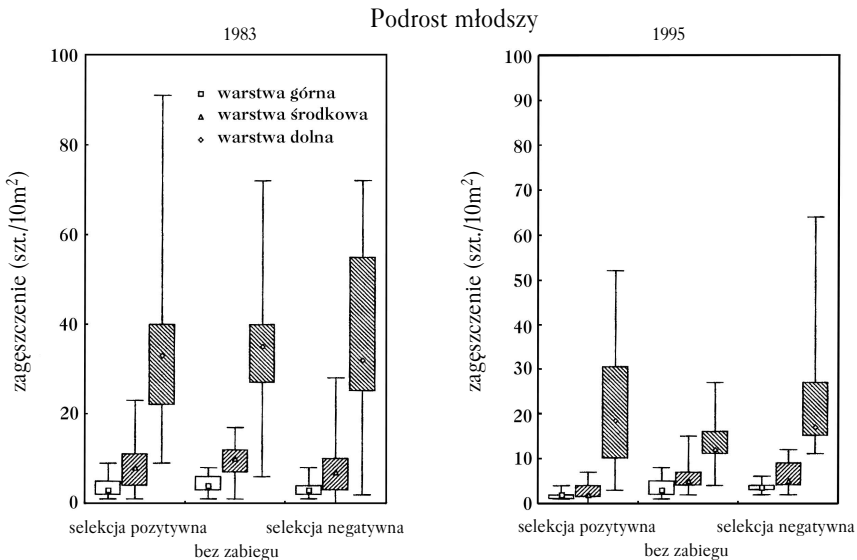 Podrost młodszy
1983
100
80
60
40
20
0
zagęszczenie (szt./10m²)
warstwa górna
warstwa środkowa
warstwa dolna
selekcja pozytywna
selekcja negatywna
bez zabiegu
1995
100
90
80
70
60
50
40
30
20
10
0
zagęszczenie (szt./10m²)
selekcja pozytywna
selekcja negatywna
bez zabiegu